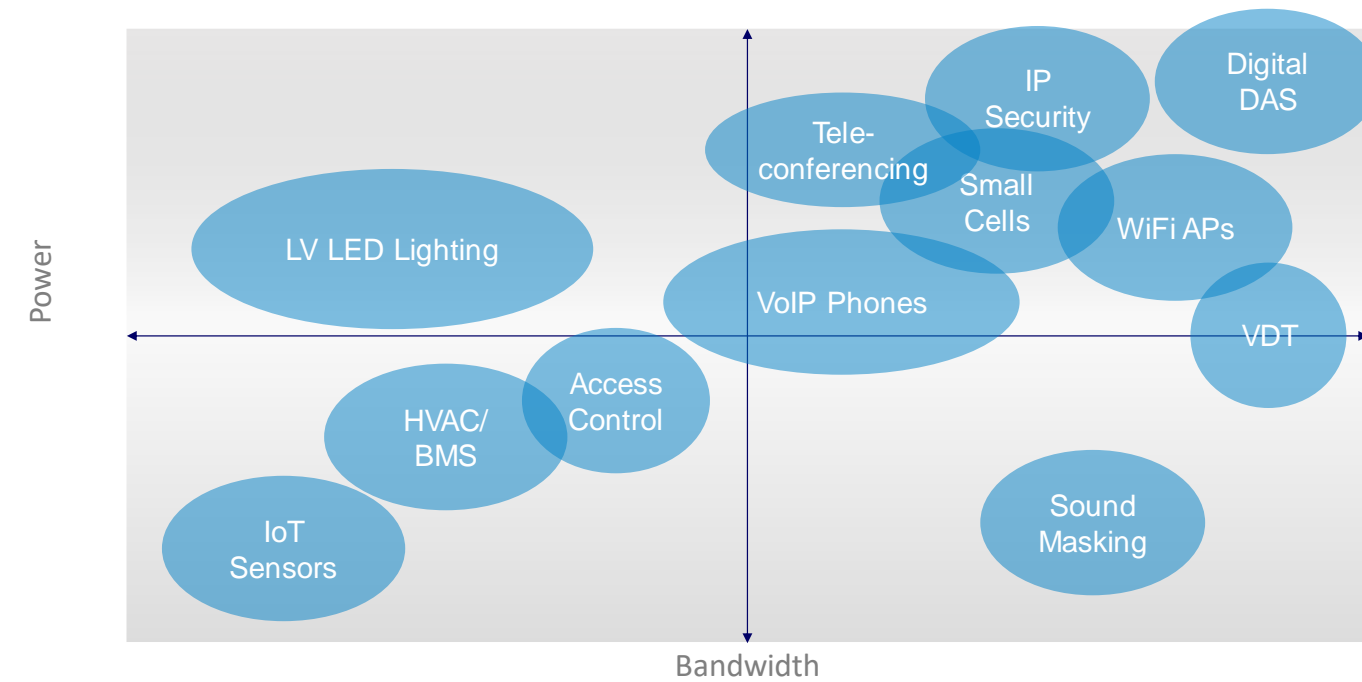 Digital
DAS
IP
Security
Tele-
conferencing
Small
Cells
WiFi APs
LV LED Lighting
VoIP Phones
Power
VDT
Access
Control
HVAC/
BMS
Sound
Masking
IoT
Sensors
Bandwidth